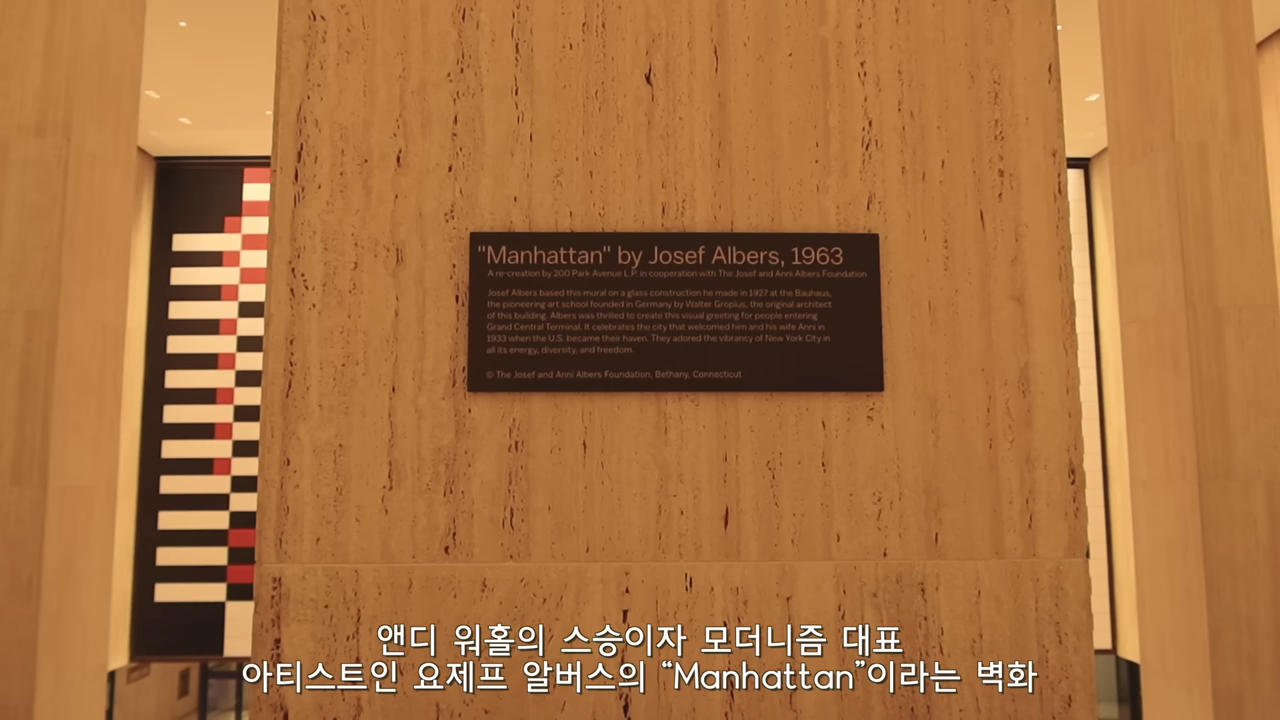 "Manhattan" by Josef Albers, 1963
A re-creation by 200 Park Avenue L.P. in cooperation with The Josef and Anni Albers Foundation
Josef Albers based this mural on a glass construction he made in 1927 at the Bauhaus,
the pioneering art school founded in Germany by Walter Gropius, the original architect
of this building. Albers was thrilled to create this visual greeting for people entering
Grand Central Terminal. It celebrates the city that welcomed him and his wife Anni in
1933 when the U.S. became their haven. They adored the vibrancy of New York City in
all its energy, diversity, and freedom.
© The Josef and Anni Albers Foundation, Bethany, Connecticut
앤디 워홀의 스승이자 모더니즘 대표
아티스트인 요제프 알버스의 “Manhattan”이라는 벽화